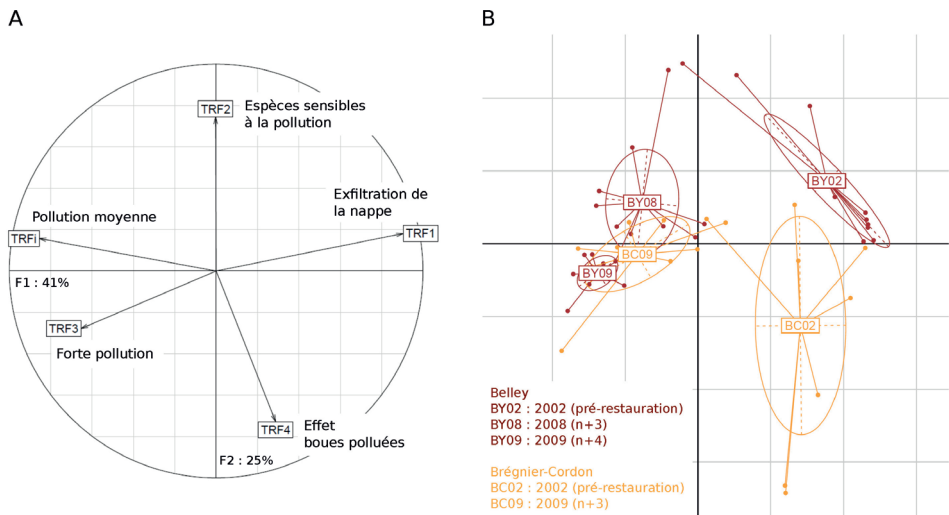 A
TRF2
Espèces sensibles
à la pollution
Exfiltration de
la nappe
Pollution moyenne
TRFi
TRF1
F1 : 41%
TRF3
Forte pollution
TRF4
Effet
boues polluées
F2 : 25%
B
BY02
BY08
BC09
BY09
BC02
Belley
BY02 : 2002 (pré-restauration)
BY08 : 2008 (n+3)
BY09 : 2009 (n+4)
Brégnier-Cordon
BC02 : 2002 (pré-restauration)
BC09 : 2009 (n+3)